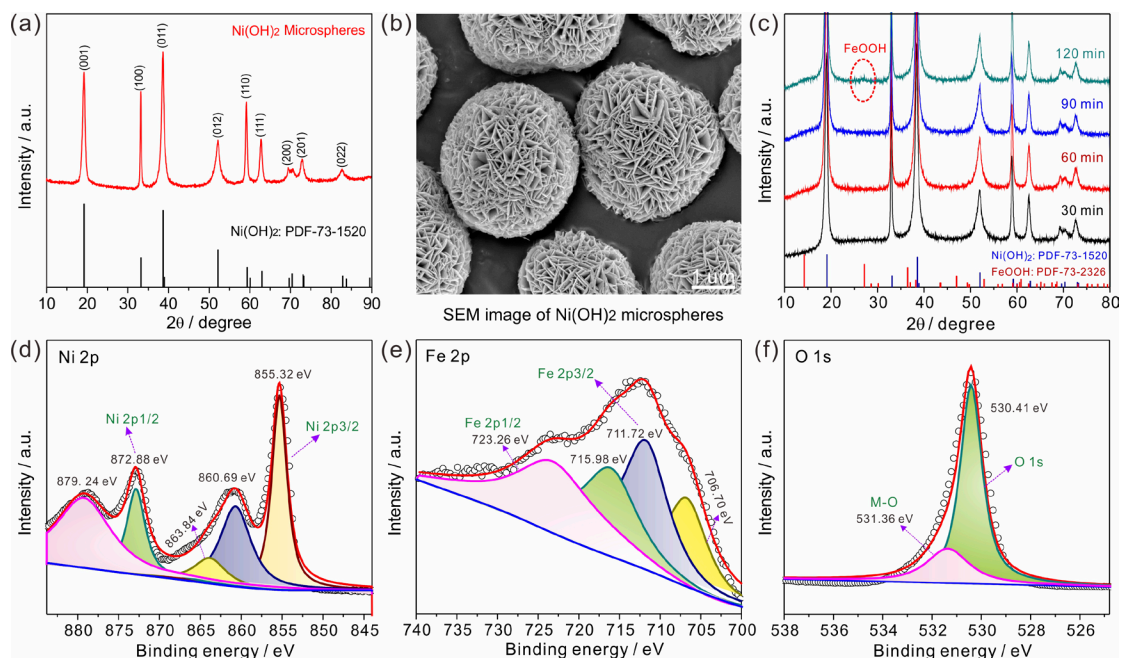 (a)
Intensity / a.u.
Ni(OH)2 Microspheres
(001)
(100)
(011)
(012)
(110)
(111)
(200)
(201)
(022)
Ni(OH)2: PDF-73-1520
10 20 30 40 50 60 70 80 90
2θ / degree
(b)
1 um
SEM image of Ni(OH)2 microspheres
(c)
Intensity / a.u.
FeOOH
120 min
90 min
60 min
30 min
Ni(OH)2: PDF-73-1520
FeOOH: PDF-73-2326
10 20 30 40 50 60 70 80
2θ / degree
(d)
Ni 2p
Intensity / a.u.
855.32 eV
Ni 2p1/2
872.88 eV
Ni 2p3/2
879. 24 eV
860.69 eV
863.84 eV
880 875 870 865 860 855 850 845
Binding energy / eV
(e)
Fe 2p
Intensity / a.u.
Fe 2p3/2
Fe 2p1/2
723.26 eV
711.72 eV
715.98 eV
706.70 eV
740 735 730 725 720 715 710 705 700
Binding energy / eV
(f)
O 1s
Intensity / a.u.
530.41 eV
O 1s
M-O
531.36 eV
538 536 534 532 530 528 526
Binding energy / eV